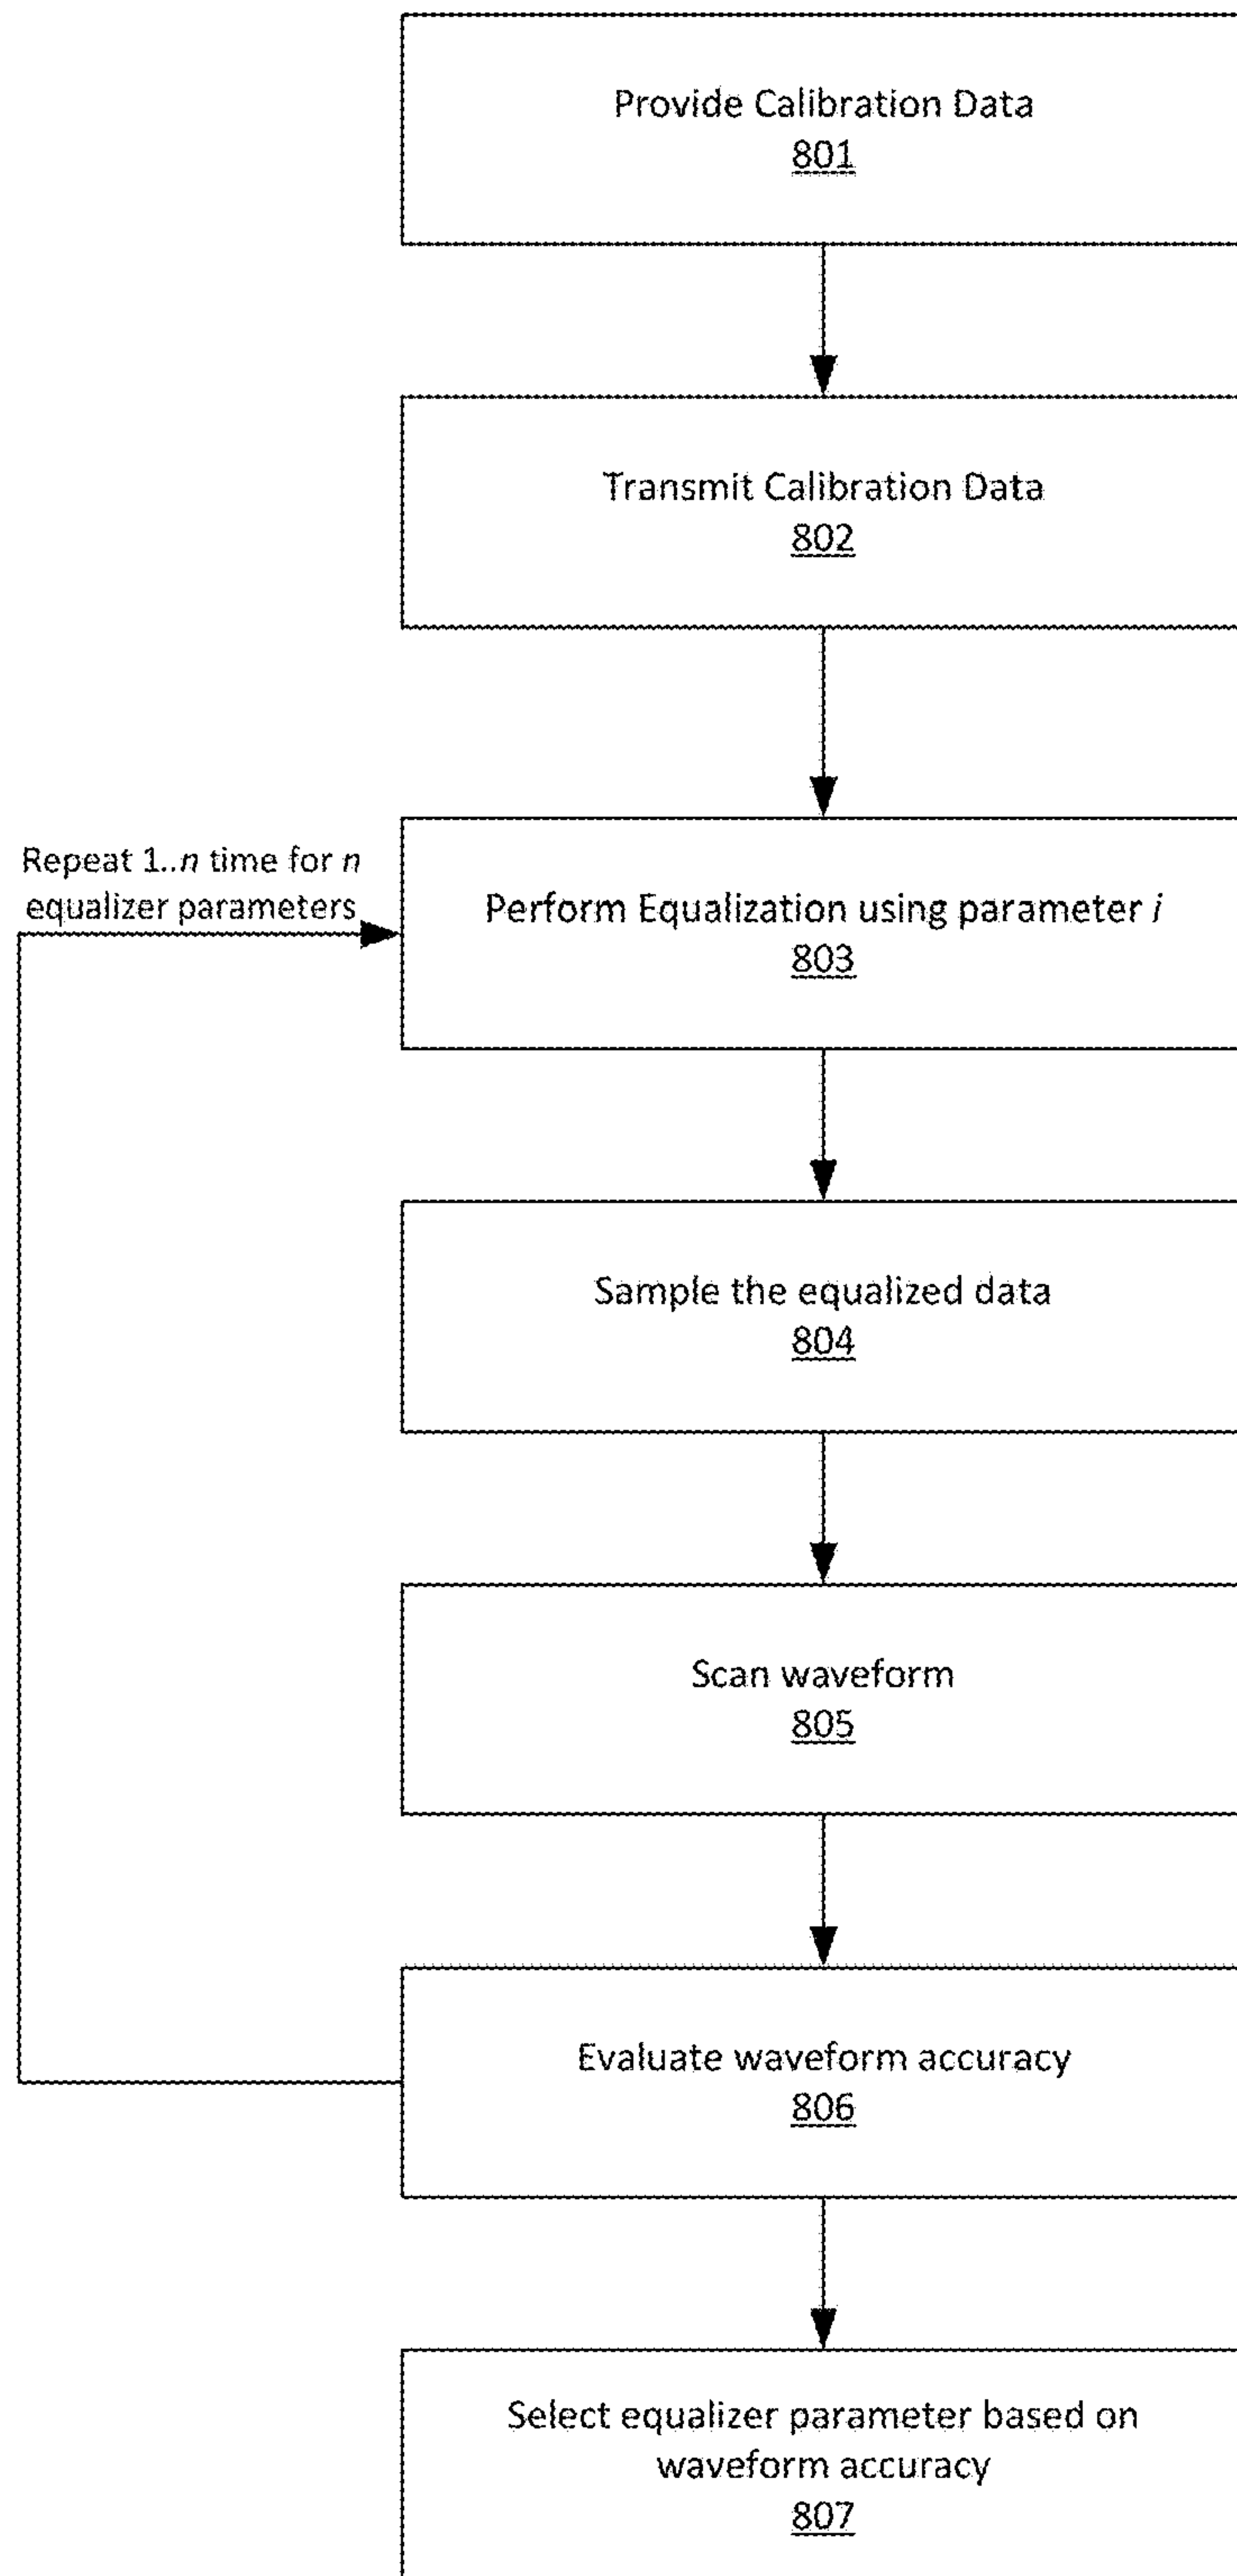 Provide Calibration Data
801
Transmit Calibration Data
802
Repeat 1..n time for n
equalizer parameters
Perform Equalization using parameter i
803
Sample the equalized data
804
Scan waveform
805
Evaluate waveform accuracy
806
Select equalizer parameter based on
waveform accuracy
807